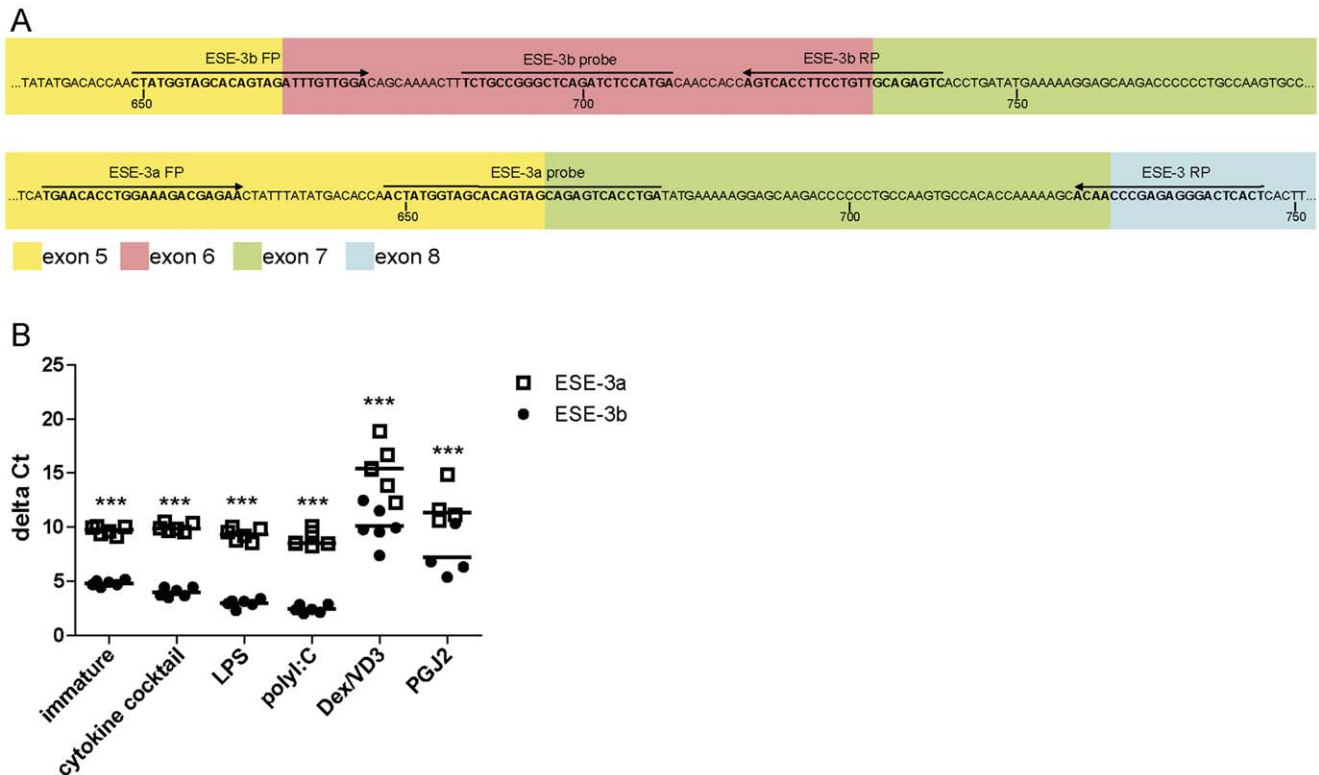 A
ESE-3b FP ESE-3b probe ESE-3b RP
...TATATGACACCAACTATGGTAGCACAGTAGATTTGTTGGACAGCAAAACTTTCTGCCGGGCTCAGATCTCCATGACAACCACCAGTCACCTTCCTGTTGCAGAGTCACCTGATATGAAAAAGGAGCAAGACCCCCCTGCCAAGTGCC...
650 700 750
ESE-3a FP ESE-3a probe ESE-3 RP
...TCATGAACACCTGGAAAGACGAGAACTATTTATATGACACCAACTATGGTAGCACAGTAGCAGAGTCACCTGATATGAAAAAGGAGCAAGACCCCCCTGCCAAGTGCCACACCAAAAAGCACAACCCGAGAGGGACTCACTCACTT...
650 700 750
exon 5 exon 6 exon 7 exon 8
B
delta Ct
25
20
15
10
5
0
*** *** *** *** *** ***
immature cytokine cocktail LPS polyI:C Dex/VD3 PGJ2
ESE-3a
ESE-3b